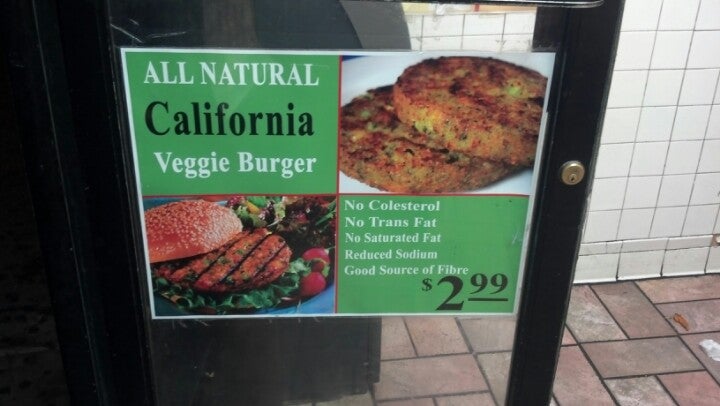 ALL NATURAL
California
Veggie Burger
No Colesterol
No Trans Fat
No Saturated Fat
Reduced Sodium
Good Source of Fibre
$2.99